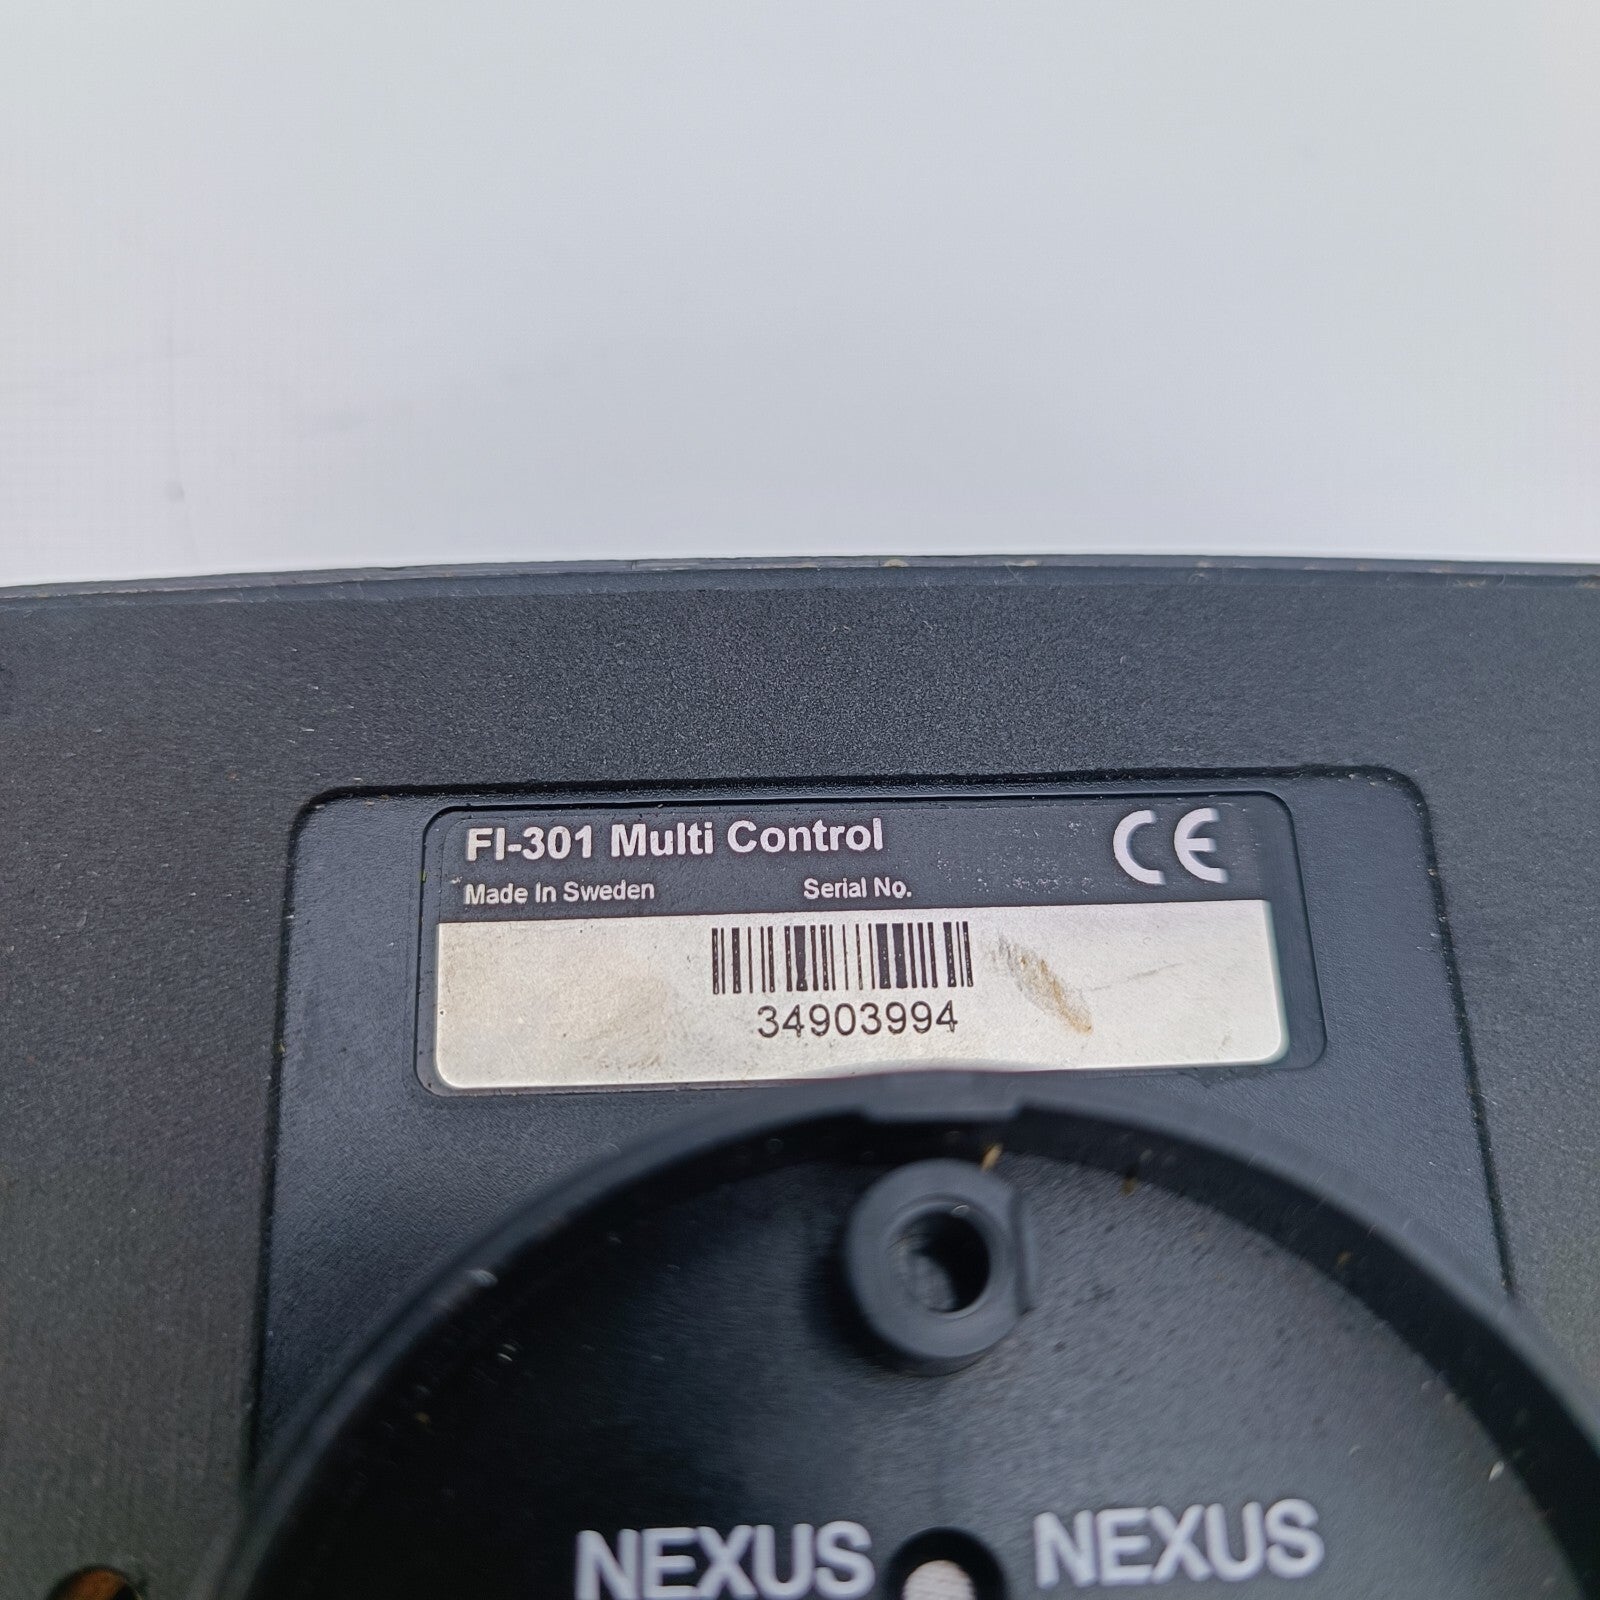 FI-301 Multi Control
CE
Made In Sweden Serial No.
34903994
NEXUS NEXUS